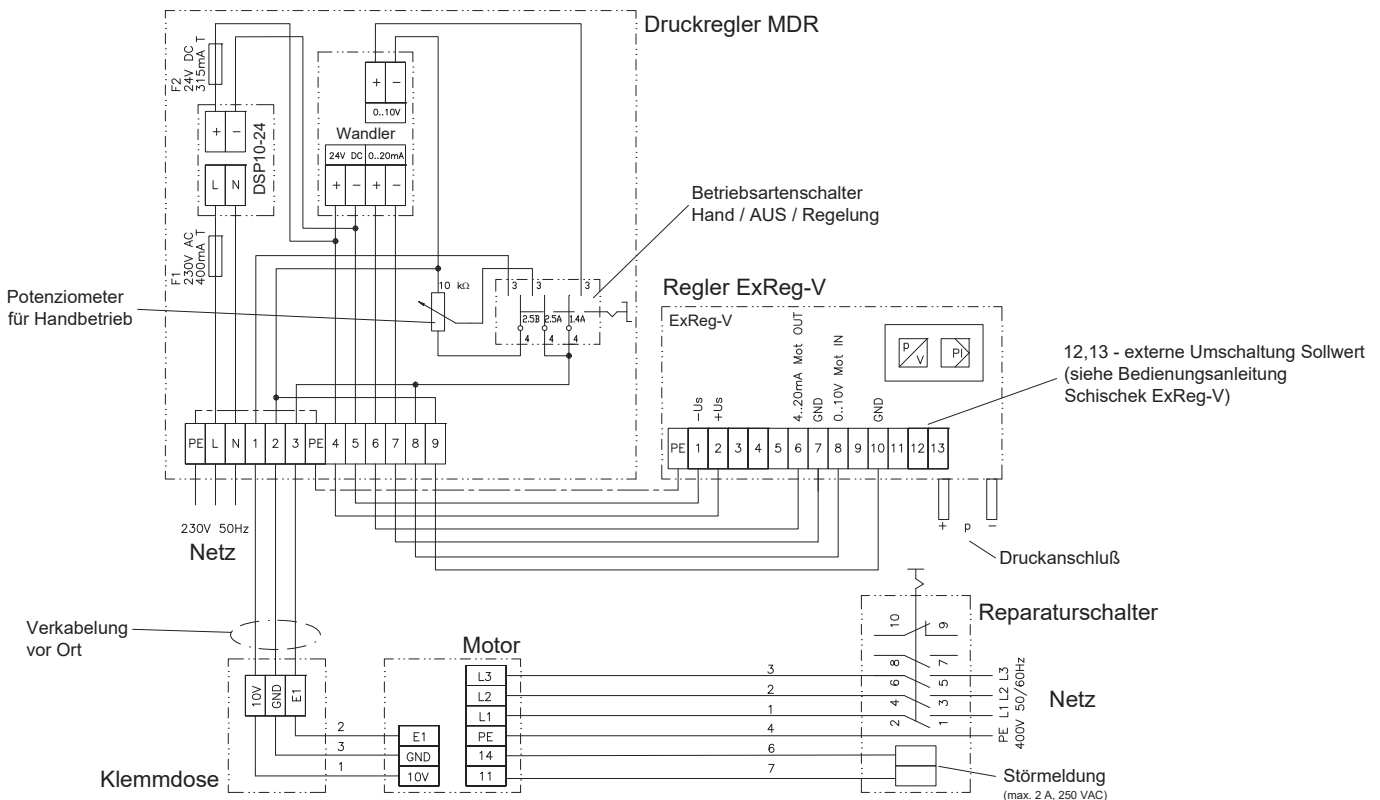 Druckregler MDR
F2
24V DC
315mA T
+ -
DSP10-24
L N
F1
230V AC
400mA T
+ -
0..10V
Wandler
24V DC 0..20mA
+ - + -
Betriebsartenschalter
Hand / AUS / Regelung
Potenziometer
für Handbetrieb
10 kΩ
3 3 3
2.5B 2.5A 1.4A
4 4 4
PE L N 1 2 3 PE 4 5 6 7 8 9
230V 50Hz
Netz
Regler ExReg-V
ExReg-V
p
V
PI
12,13 - externe Umschaltung Sollwert
(siehe Bedienungsanleitung
Schischek ExReg-V)
-Us
+Us
4..20mA Mot OUT
GND
0..10V Mot IN
GND
PE 1 2 3 4 5 6 7 8 9 10 11 12 13
+ p -
Druckanschluß
Verkabelung
vor Ort
10V
GND
E1
Klemmdose
2
3
1
Motor
E1
GND
10V
L3
L2
L1
PE
14
11
3
2
1
4
6
7
Reparaturschalter
10 9
8 7
6 5
4 3
2 1
PE L1 L2 L3
400V 50/60Hz
Netz
Störmeldung
(max. 2 A, 250 VAC)